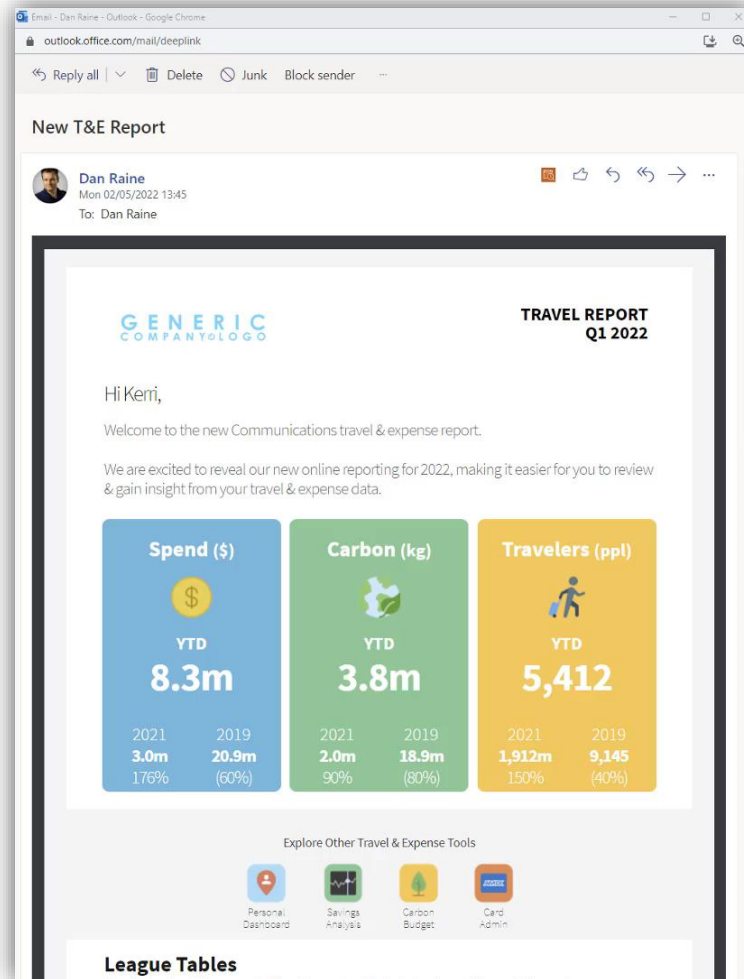 Email - Dan Raine - Outlook - Google Chrome
outlook.office.com/mail/deeplink
Reply all Delete Junk Block sender ...
New T&E Report
Dan Raine
Mon 02/05/2022 13:45
To: Dan Raine
GENERIC
COMPANY LOGO
TRAVEL REPORT
Q1 2022
Hi Kerri,
Welcome to the new Communications travel & expense report.
We are excited to reveal our new online reporting for 2022, making it easier for you to review
& gain insight from your travel & expense data.
Spend ($) Carbon (kg) Travelers (ppl)
$
YTD YTD YTD
8.3m 3.8m 5,412
2021 2019 2021 2019 2021 2019
3.0m 20.9m 2.0m 18.9m 1,912m 9,145
176% (60%) 90% (80%) 150% (40%)
Explore Other Travel & Expense Tools
Personal Savings Carbon Card
Dashboard Analysis Budget Admin
League Tables